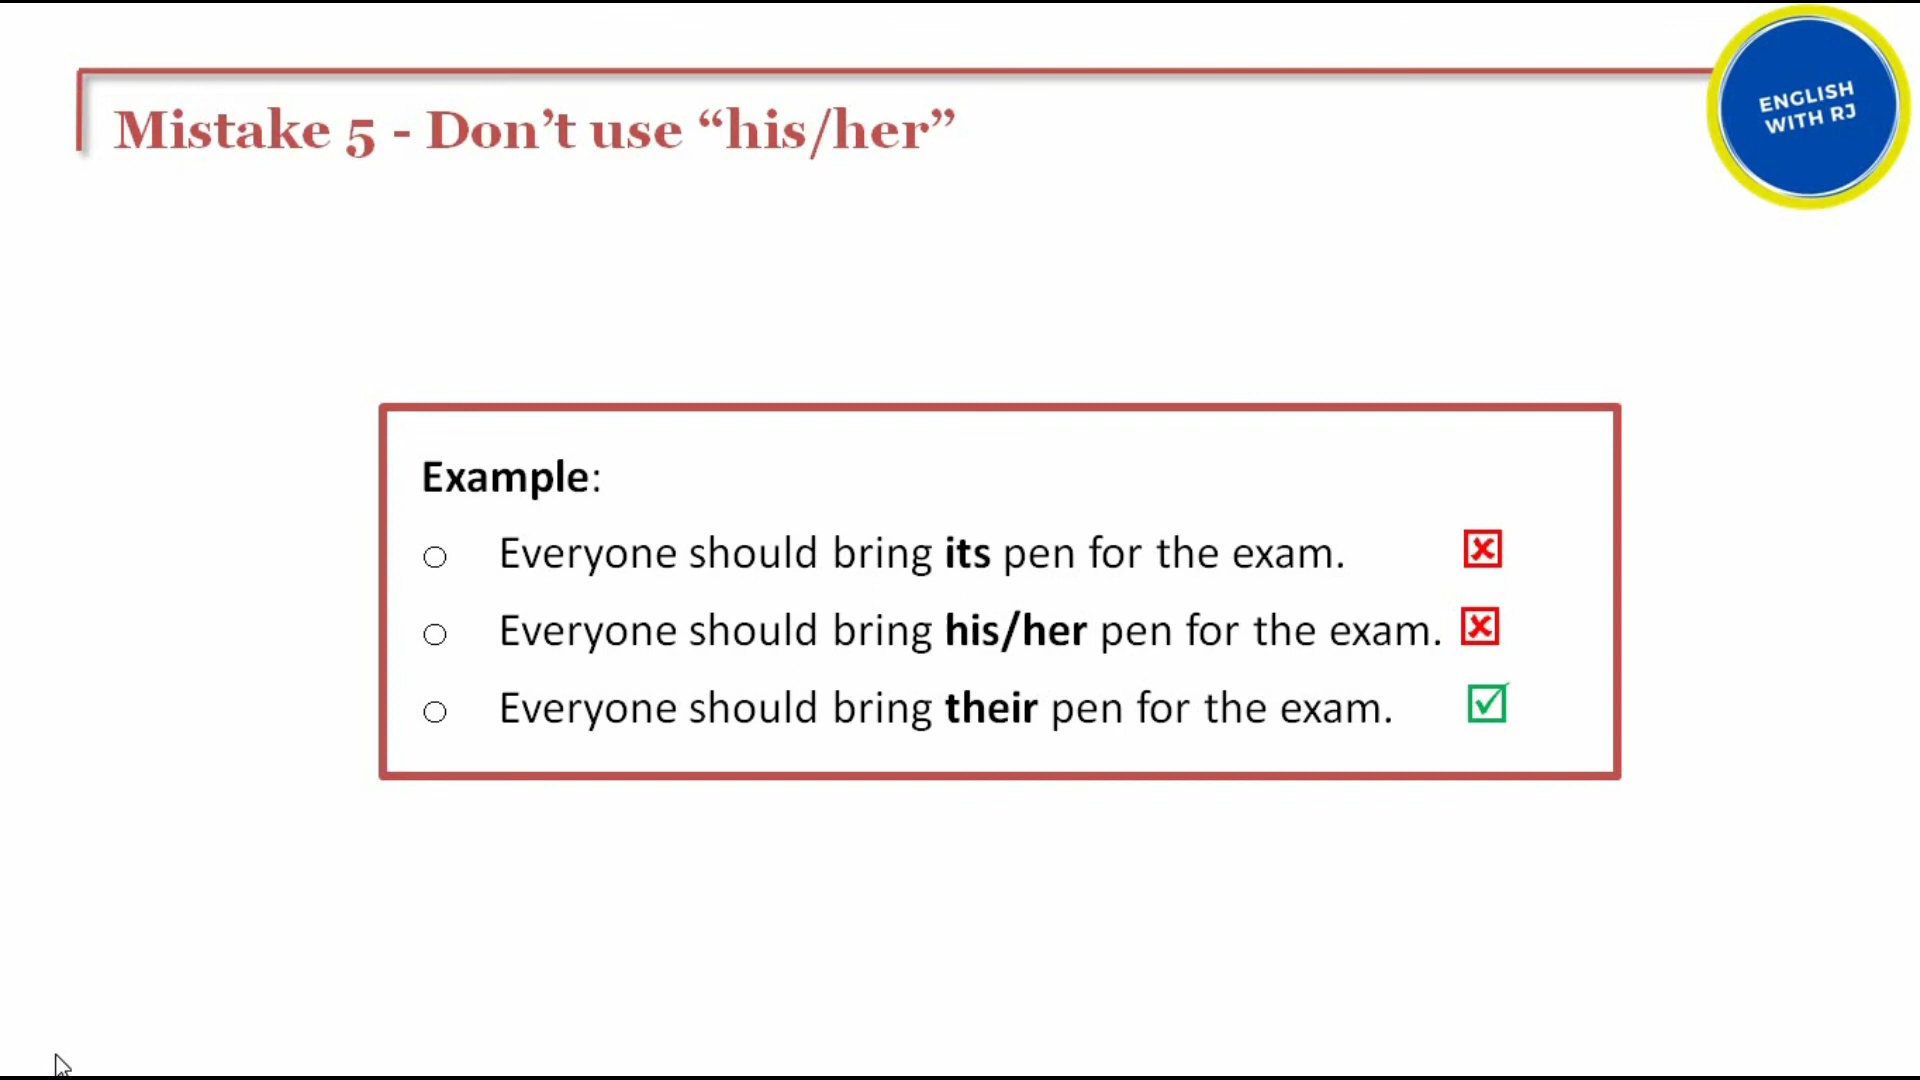 ENGLISH
WITH RJ
Mistake 5 - Don’t use “his/her”
Example:
Everyone should bring its pen for the exam.
Everyone should bring his/her pen for the exam.
Everyone should bring their pen for the exam.